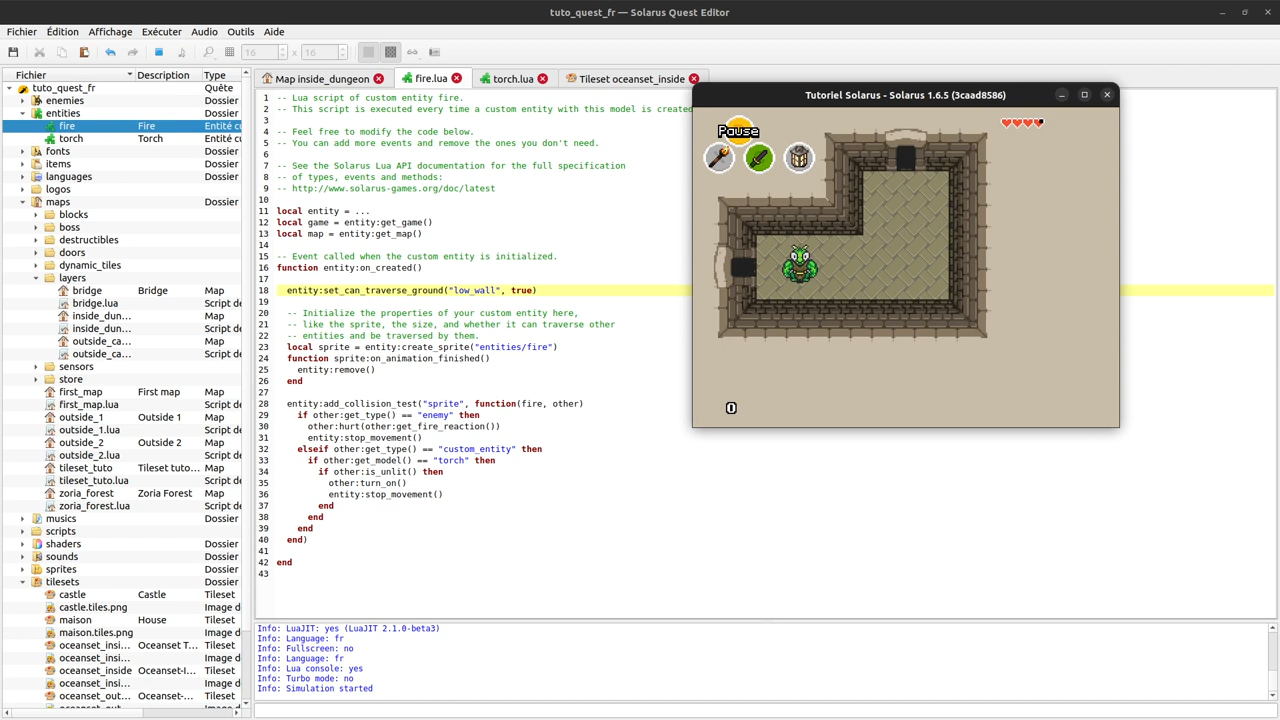 tuto_quest_fr — Solarus Quest Editor
Fichier Édition Affichage Exécuter Audio Outils Aide
16 x 16
Fichier Description Type
tuto_quest_fr Quête
enemies Dossier
entities Dossier
fire Fire Entité cu
torch Torch Entité cu
fonts Dossier
items Dossier
languages Dossier
logos Dossier
maps Dossier
blocks Dossier
boss Dossier
destructibles Dossier
doors Dossier
dynamic_tiles Dossier
layers Dossier
bridge Bridge Map
bridge.lua Script de
inside_dun... Inside_dun... Map
inside_dun... Script de
outside_ca... Outside_ca... Map
outside_ca... Script de
sensors Dossier
store Dossier
first_map First map Map
first_map.lua Script de
outside_1 Outside 1 Map
outside_1.lua Script de
outside_2 Outside 2 Map
outside_2.lua Script de
tileset_tuto Tileset tuto... Map
tileset_tuto.lua Script de
zoria_forest Zoria Forest Map
zoria_forest.lua Script de
musics Dossier
scripts Dossier
shaders Dossier
sounds Dossier
sprites Dossier
tilesets Dossier
castle Castle Tileset
castle.tiles.png Image d
maison House Tileset
maison.tiles.png Image d
oceanset_insi... Oceanset T... Tileset
oceanset_insi... Image d
oceanset_inside Oceanset-I... Tileset
oceanset_insi... Image d
oceanset_out... Oceanset-... Tileset
Map inside_dungeon fire.lua torch.lua Tileset oceanset_inside
1 -- Lua script of custom entity fire.
2 -- This script is executed every time a custom entity with this model is created
3
4 -- Feel free to modify the code below.
5 -- You can add more events and remove the ones you don't need.
6
7 -- See the Solarus Lua API documentation for the full specification
8 -- of types, events and methods:
9 -- http://www.solarus-games.org/doc/latest
10
11 local entity = ...
12 local game = entity:get_game()
13 local map = entity:get_map()
14
15 -- Event called when the custom entity is initialized.
16 function entity:on_created()
17
18 entity:set_can_traverse_ground("low_wall", true)
19
20 -- Initialize the properties of your custom entity here,
21 -- like the sprite, the size, and whether it can traverse other
22 -- entities and be traversed by them.
23 local sprite = entity:create_sprite("entities/fire")
24 function sprite:on_animation_finished()
25 entity:remove()
26 end
27
28 entity:add_collision_test("sprite", function(fire, other)
29 if other:get_type() == "enemy" then
30 other:hurt(other:get_fire_reaction())
31 entity:stop_movement()
32 elseif other:get_type() == "custom_entity" then
33 if other:get_model() == "torch" then
34 if other:is_unlit() then
35 other:turn_on()
36 entity:stop_movement()
37 end
38 end
39 end
40 end)
41
42 end
43
Info: LuaJIT: yes (LuaJIT 2.1.0-beta3)
Info: Language: fr
Info: Fullscreen: no
Info: Language: fr
Info: Lua console: yes
Info: Turbo mode: no
Info: Simulation started
Tutoriel Solarus - Solarus 1.6.5 (3caad8586)
Pause
0